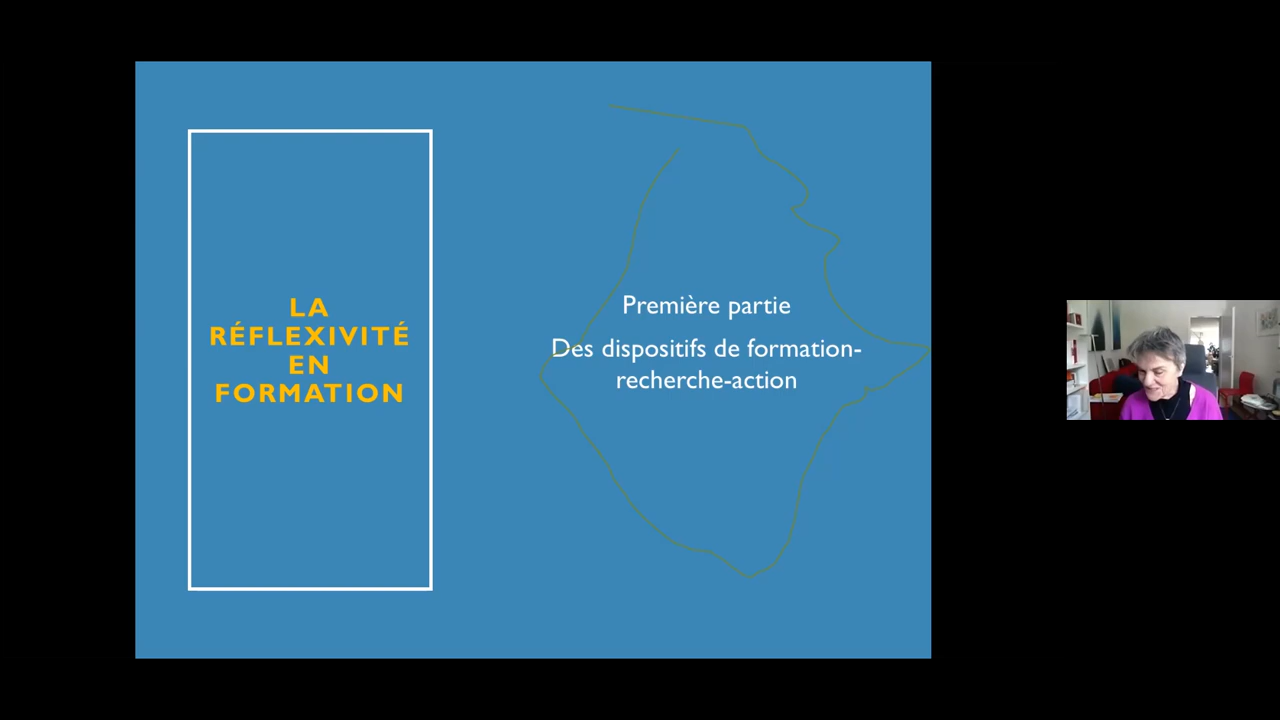 LA
RÉFLEXIVITÉ
EN
FORMATION
Première partie
Des dispositifs de formation-
recherche-action